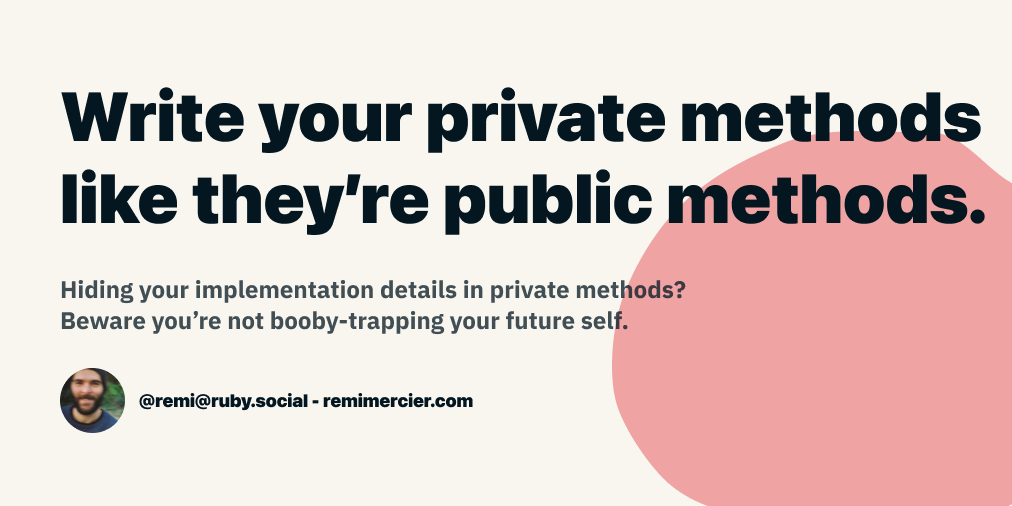 Write your private methods
like they’re public methods.
Hiding your implementation details in private methods?
Beware you’re not booby-trapping your future self.
@remi@ruby.social - remimercier.com